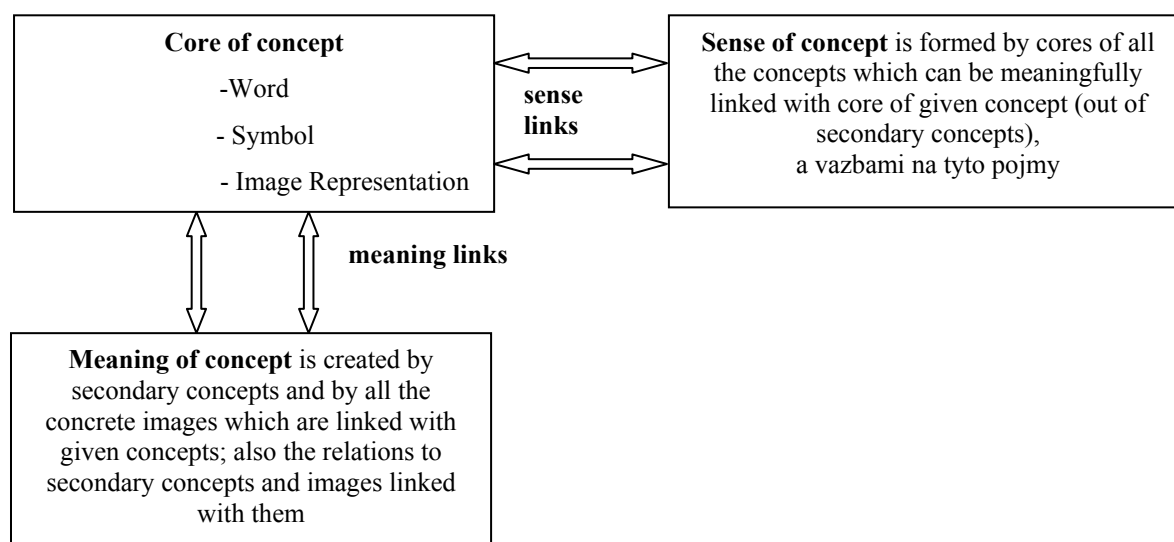 Core of concept
-Word
- Symbol
- Image Representation
sense
links
Sense of concept is formed by cores of all
the concepts which can be meaningfully
linked with core of given concept (out of
secondary concepts),
a vazbami na tyto pojmy
meaning links
Meaning of concept is created by
secondary concepts and by all the
concrete images which are linked with
given concepts; also the relations to
secondary concepts and images linked
with them